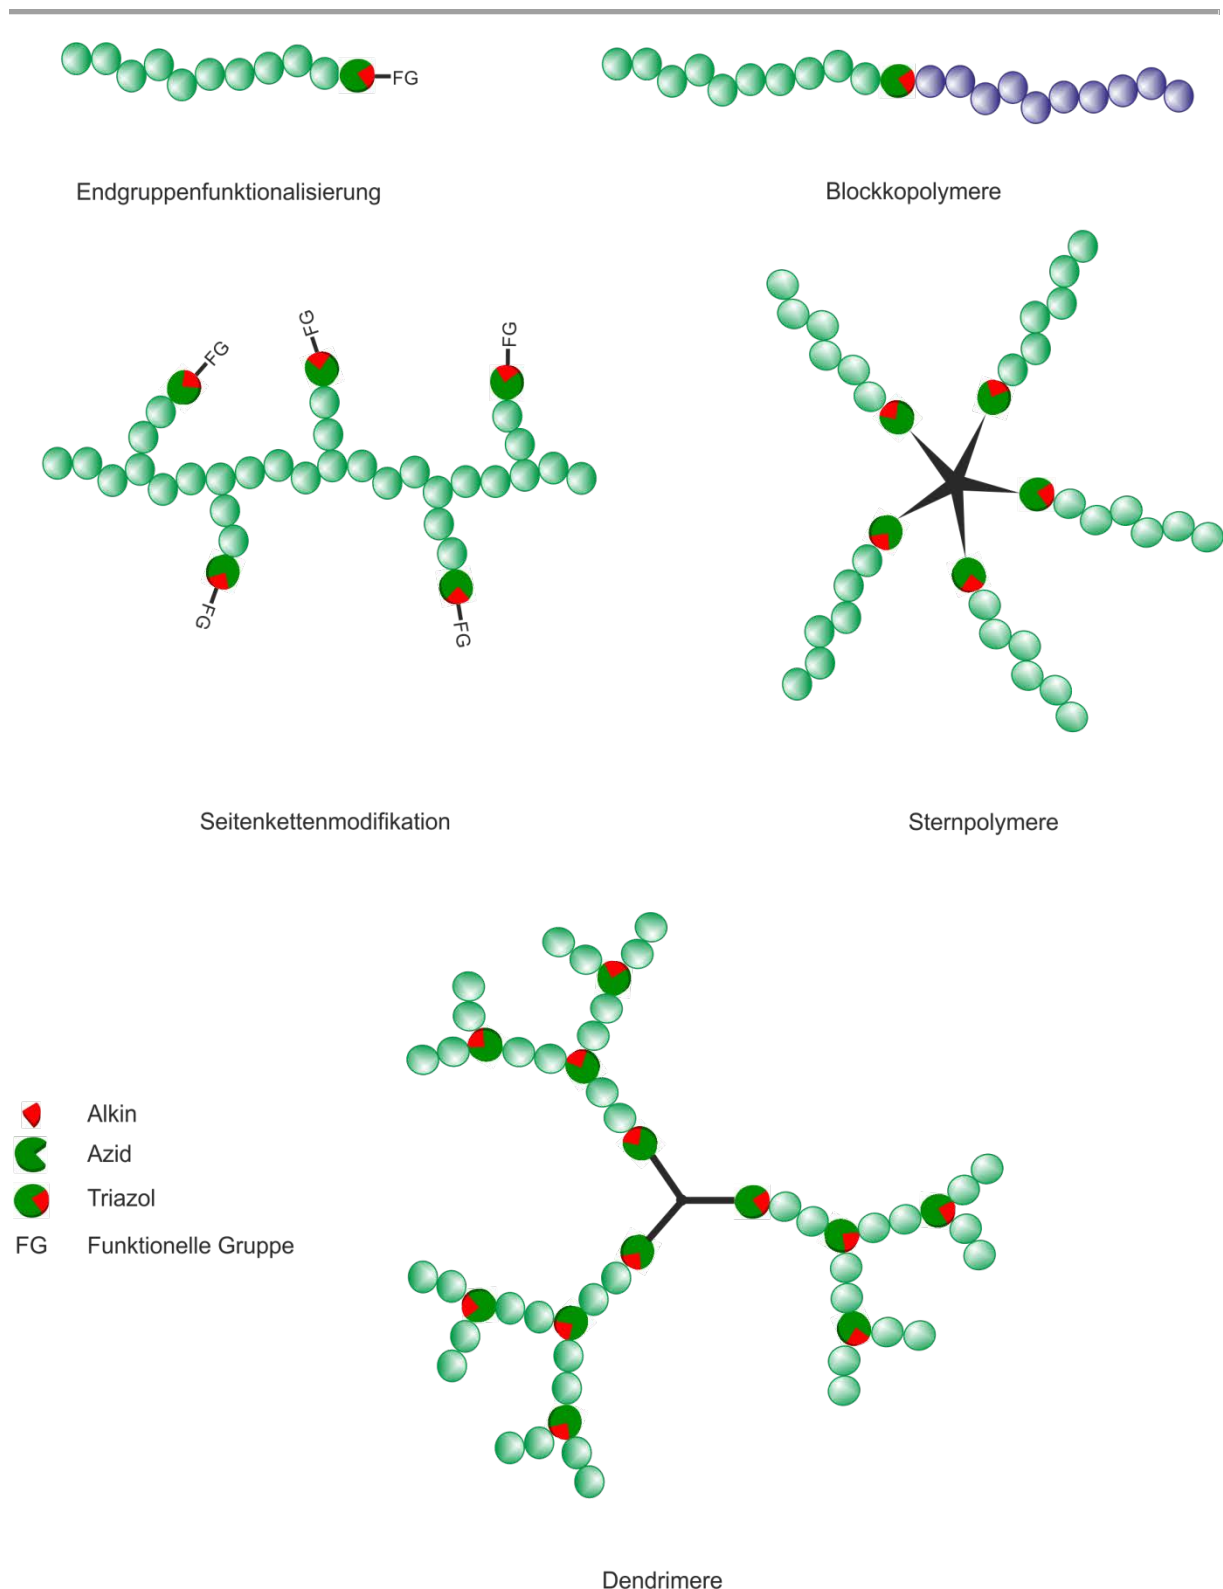 FG
Endgruppenfunktionalisierung
Blockkopolymere
FG
FG
FG
FG
FG
Seitenkettenmodifikation
Sternpolymere
Alkin
Azid
Triazol
FG Funktionelle Gruppe
Dendrimere